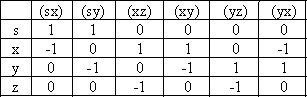 (sx) (sy) (xz) (xy) (yz) (yx)
s 1 1 0 0 0 0
x -1 0 1 1 0 -1
y 0 -1 0 -1 1 1
z 0 0 -1 0 -1 0